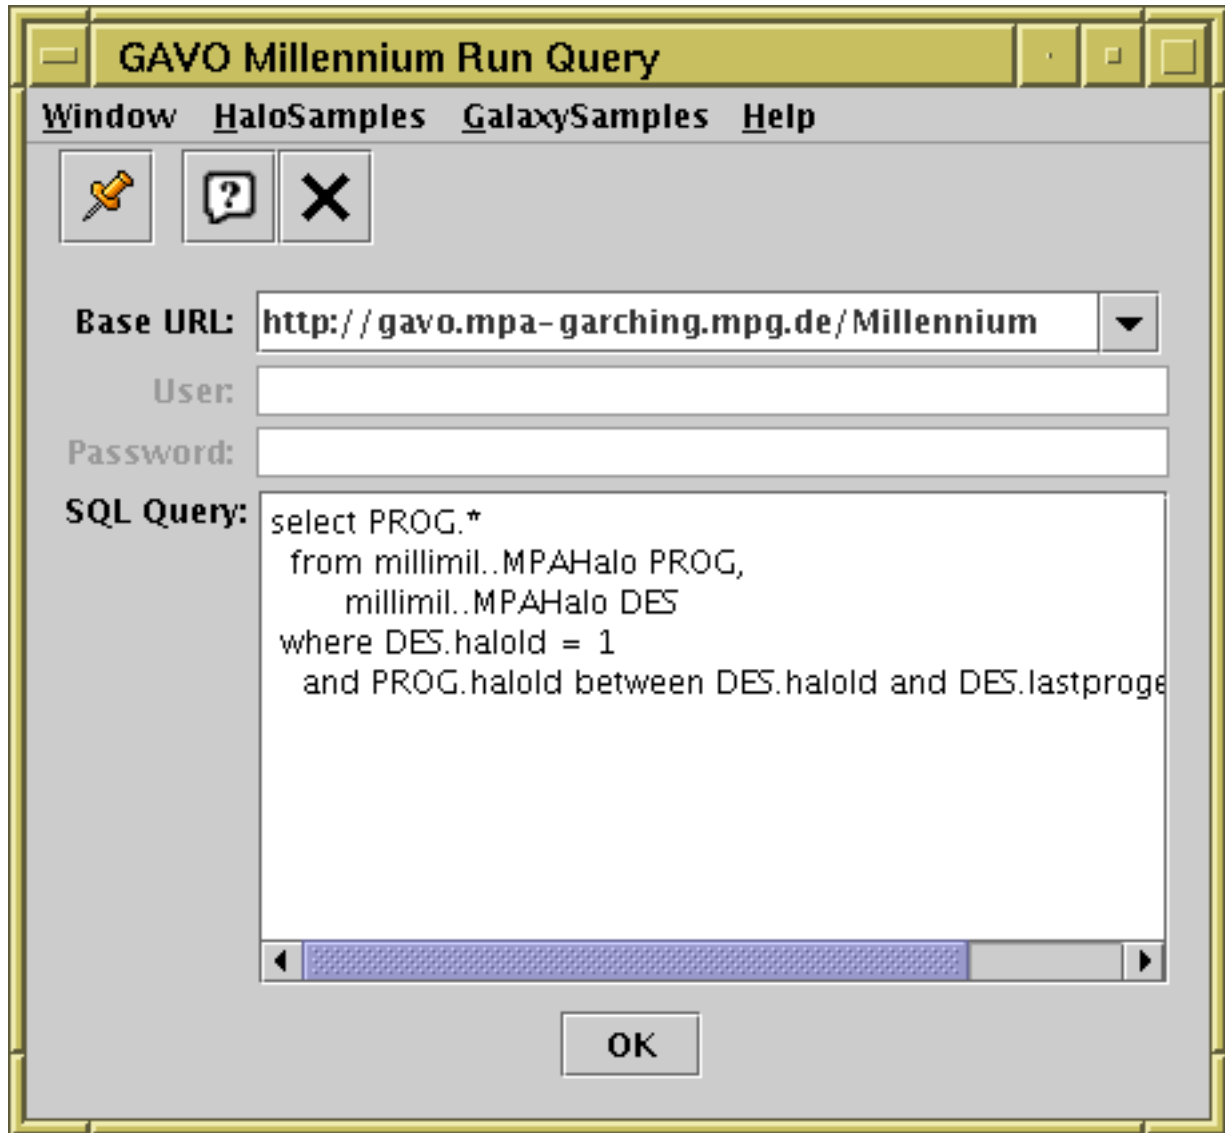 GAVO Millennium Run Query
Window HaloSamples GalaxySamples Help
?
Base URL: http://gavo.mpa-garching.mpg.de/Millennium
User:
Password:
SQL Query:
select PROG.*
from millimil..MPAHalo PROG,
millimil..MPAHalo DES
where DES.haloId = 1
and PROG.haloId between DES.haloId and DES.lastproge
OK